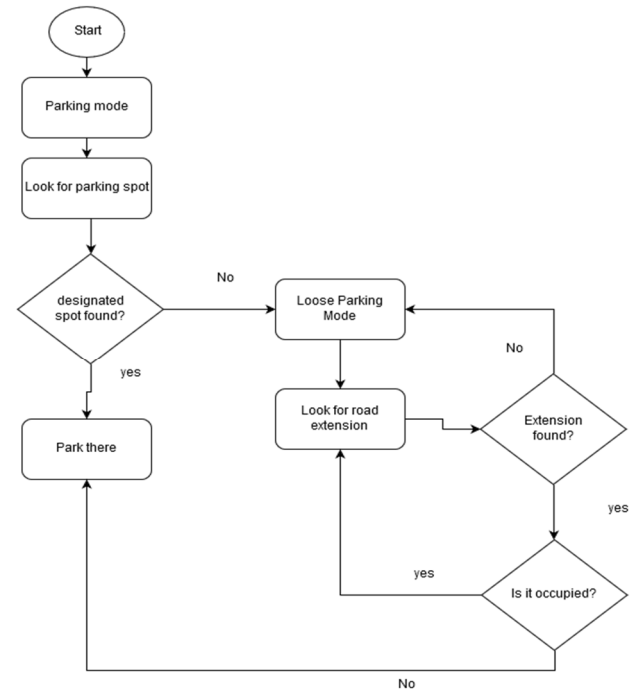 Start
Parking mode
Look for parking spot
designated
spot found?
No
yes
Park there
Loose Parking
Mode
Look for road
extension
No
Extension
found?
yes
Is it occupied?
yes
No